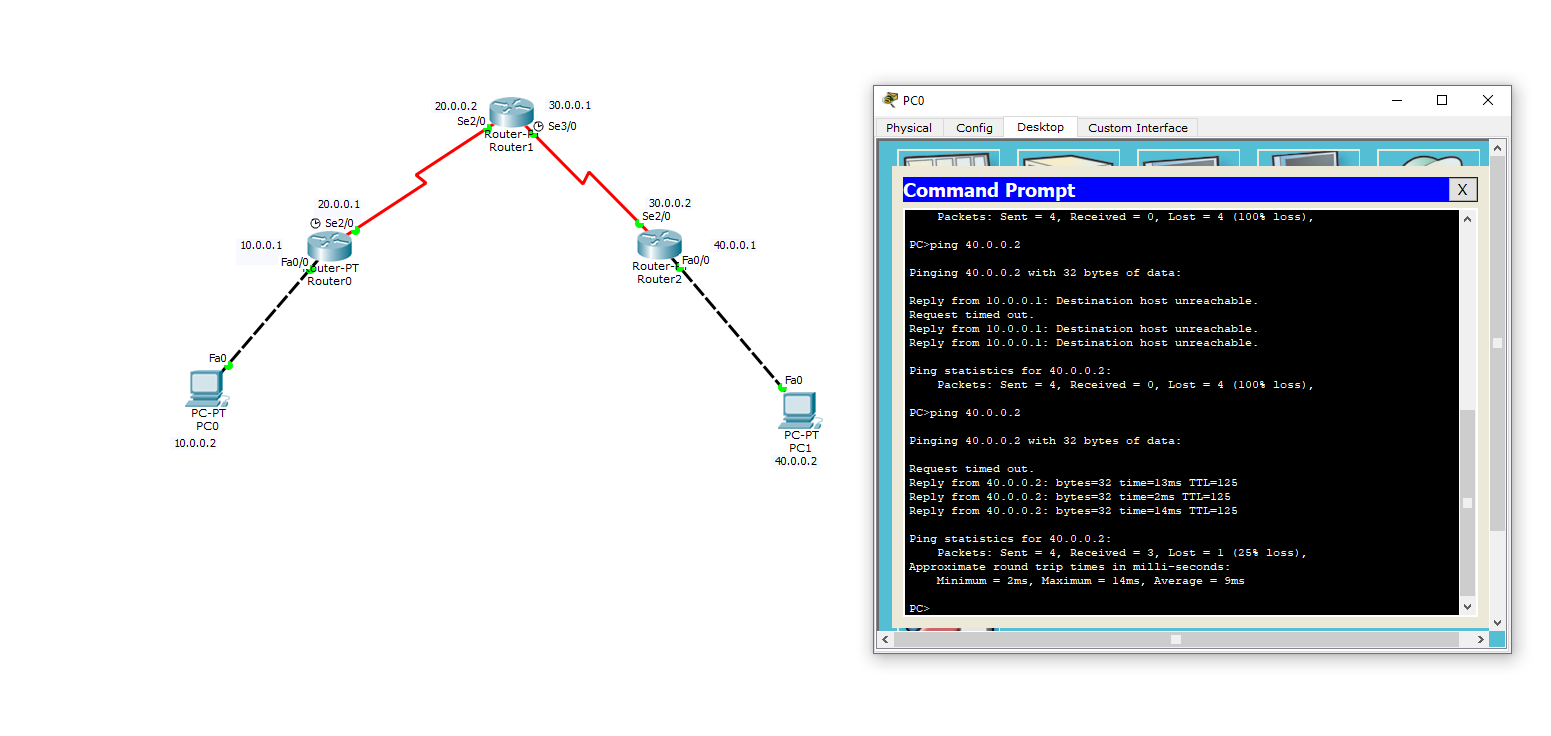 20.0.0.2
30.0.0.1
Se2/0
Se3/0
Router1
20.0.0.1
Se2/0
10.0.0.1
Fa0/0
Router0
30.0.0.2
Se2/0
40.0.0.1
Fa0/0
Router2
Fa0
PC-PT
PC0
10.0.0.2
Fa0
PC-PT
PC1
40.0.0.2
PC0
Physical
Config
Desktop
Custom Interface
Command Prompt
X
Packets: Sent = 4, Received = 0, Lost = 4 (100% loss),
PC>ping 40.0.0.2
Pinging 40.0.0.2 with 32 bytes of data:
Reply from 10.0.0.1: Destination host unreachable.
Request timed out.
Reply from 10.0.0.1: Destination host unreachable.
Reply from 10.0.0.1: Destination host unreachable.
Ping statistics for 40.0.0.2:
Packets: Sent = 4, Received = 0, Lost = 4 (100% loss),
PC>ping 40.0.0.2
Pinging 40.0.0.2 with 32 bytes of data:
Request timed out.
Reply from 40.0.0.2: bytes=32 time=13ms TTL=125
Reply from 40.0.0.2: bytes=32 time=2ms TTL=125
Reply from 40.0.0.2: bytes=32 time=14ms TTL=125
Ping statistics for 40.0.0.2:
Packets: Sent = 4, Received = 3, Lost = 1 (25% loss),
Approximate round trip times in milli-seconds:
Minimum = 2ms, Maximum = 14ms, Average = 9ms
PC>